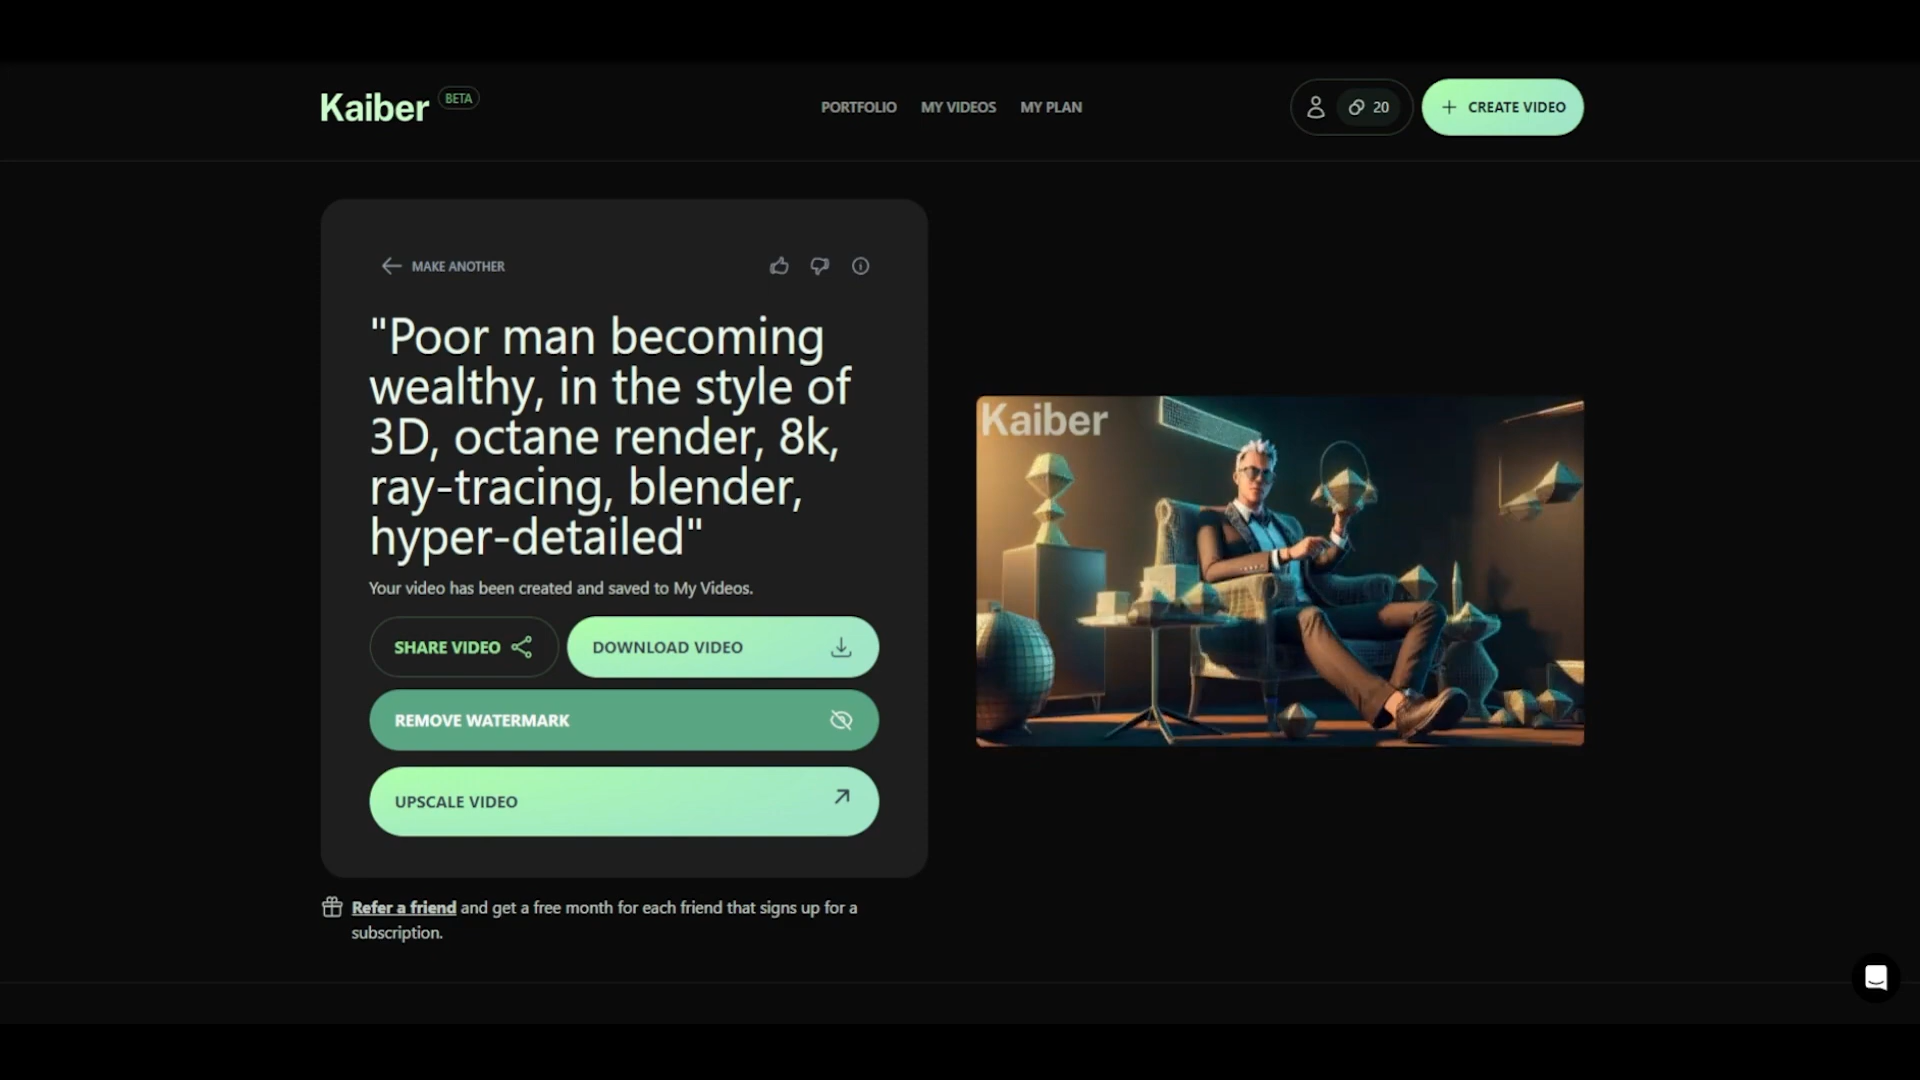 Kaiber BETA
PORTFOLIO MY VIDEOS MY PLAN
20
CREATE VIDEO
MAKE ANOTHER
"Poor man becoming
wealthy, in the style of
3D, octane render, 8k,
ray-tracing, blender,
hyper-detailed"
Your video has been created and saved to My Videos.
SHARE VIDEO
DOWNLOAD VIDEO
REMOVE WATERMARK
UPSCALE VIDEO
Refer a friend and get a free month for each friend that signs up for a
subscription.
Kaiber